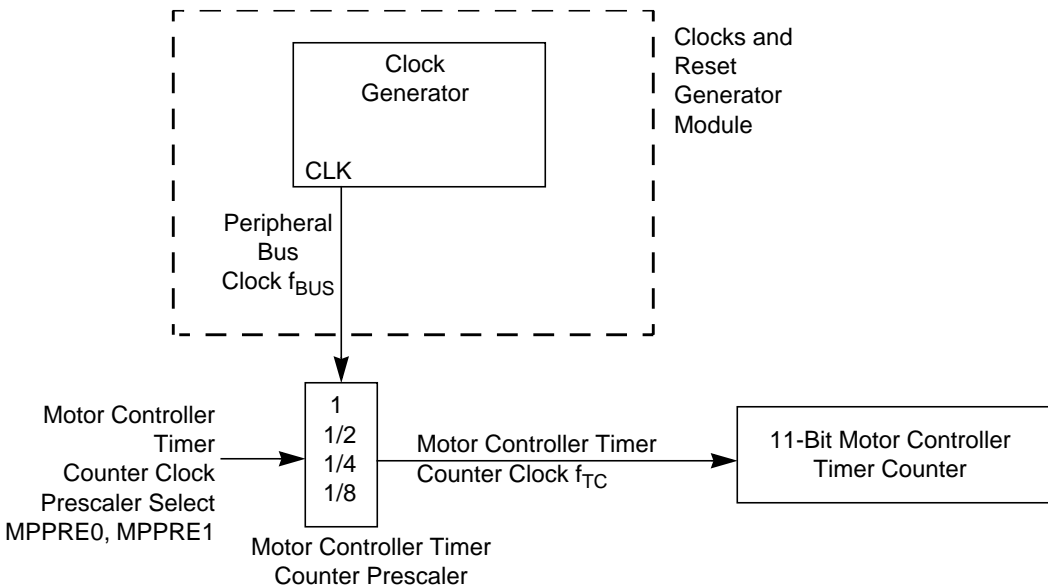 Clock
Generator
CLK
Clocks and
Reset
Generator
Module
Peripheral
Bus
Clock fBUS
Motor Controller
Timer
Counter Clock
Prescaler Select
MPPRE0, MPPRE1
1
1/2
1/4
1/8
Motor Controller Timer
Counter Prescaler
Motor Controller Timer
Counter Clock fTC
11-Bit Motor Controller
Timer Counter